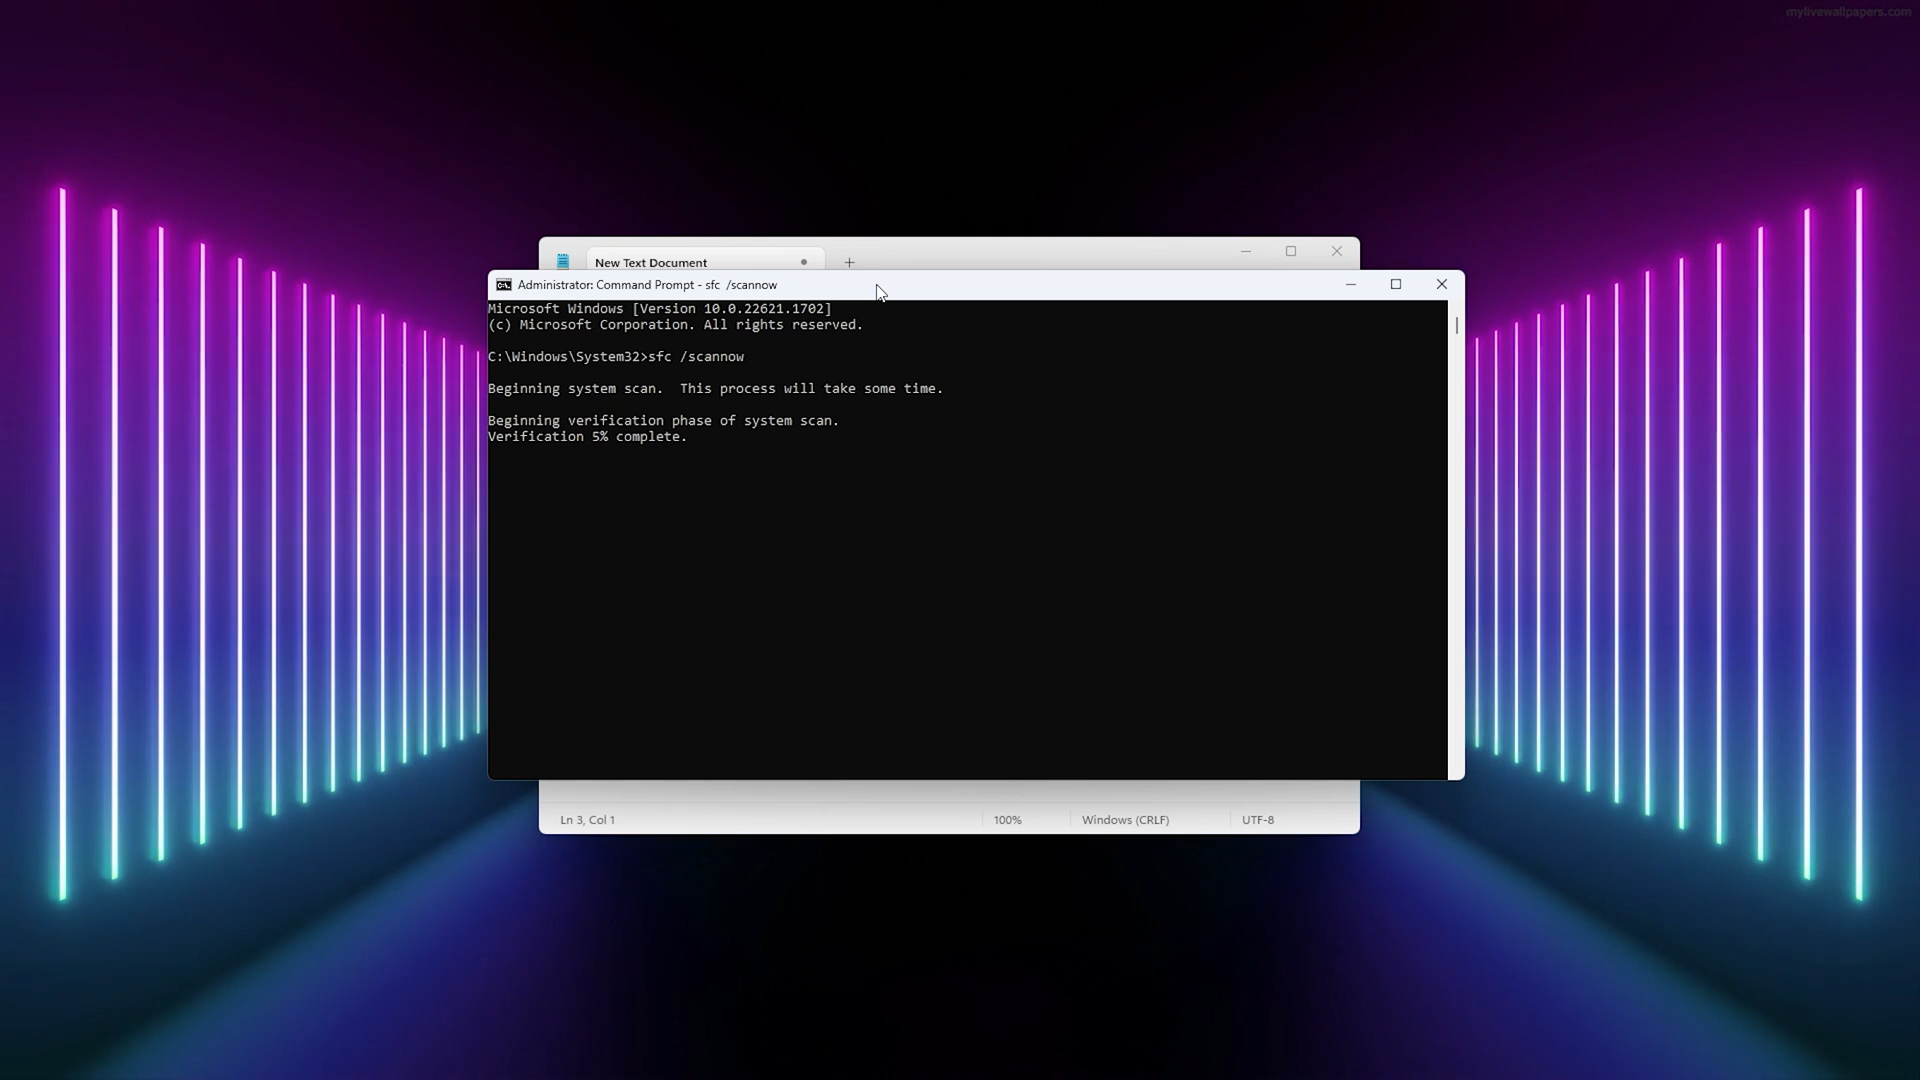 mylivewallpapers.com
New Text Document
Administrator: Command Prompt - sfc  /scannow
Microsoft Windows [Version 10.0.22621.1702]
(c) Microsoft Corporation. All rights reserved.
C:\Windows\System32>sfc /scannow
Beginning system scan.  This process will take some time.
Beginning verification phase of system scan.
Verification 5% complete.
Ln 3, Col 1
100%
Windows (CRLF)
UTF-8